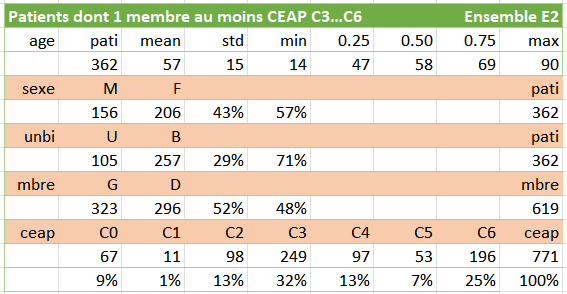 Patients dont 1 membre au moins CEAP C3...C6 Ensemble E2
age pati mean std min 0.25 0.50 0.75 max
362 57 15 14 47 58 69 90
sexe M F pati
156 206 43% 57% 362
unbi U B pati
105 257 29% 71% 362
mbre G D mbre
323 296 52% 48% 619
ceap C0 C1 C2 C3 C4 C5 C6 ceap
67 11 98 249 97 53 196 771
9% 1% 13% 32% 13% 7% 25% 100%